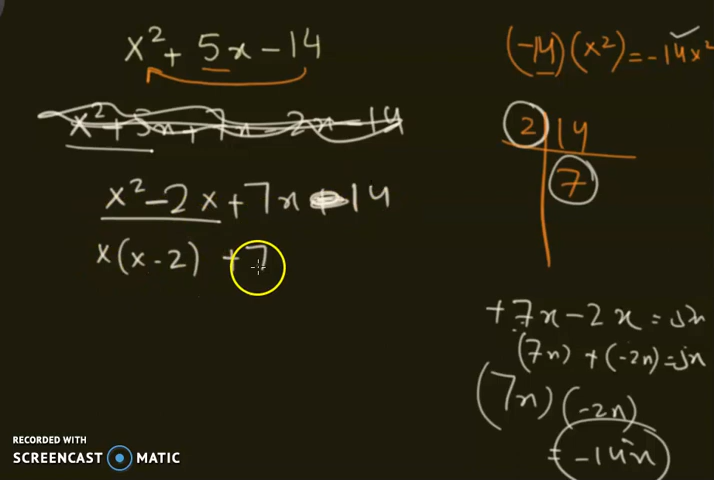 x² + 5x - 14
x² - 2x + 7x - 14
x(x - 2) + 7
(-14)(x²) = -14x²
2 | 14
7
+7x - 2x = 5x
(7x) + (-2x) = 5x
(7x)(-2x)
= -14x
RECORDED WITH
SCREENCAST MATIC